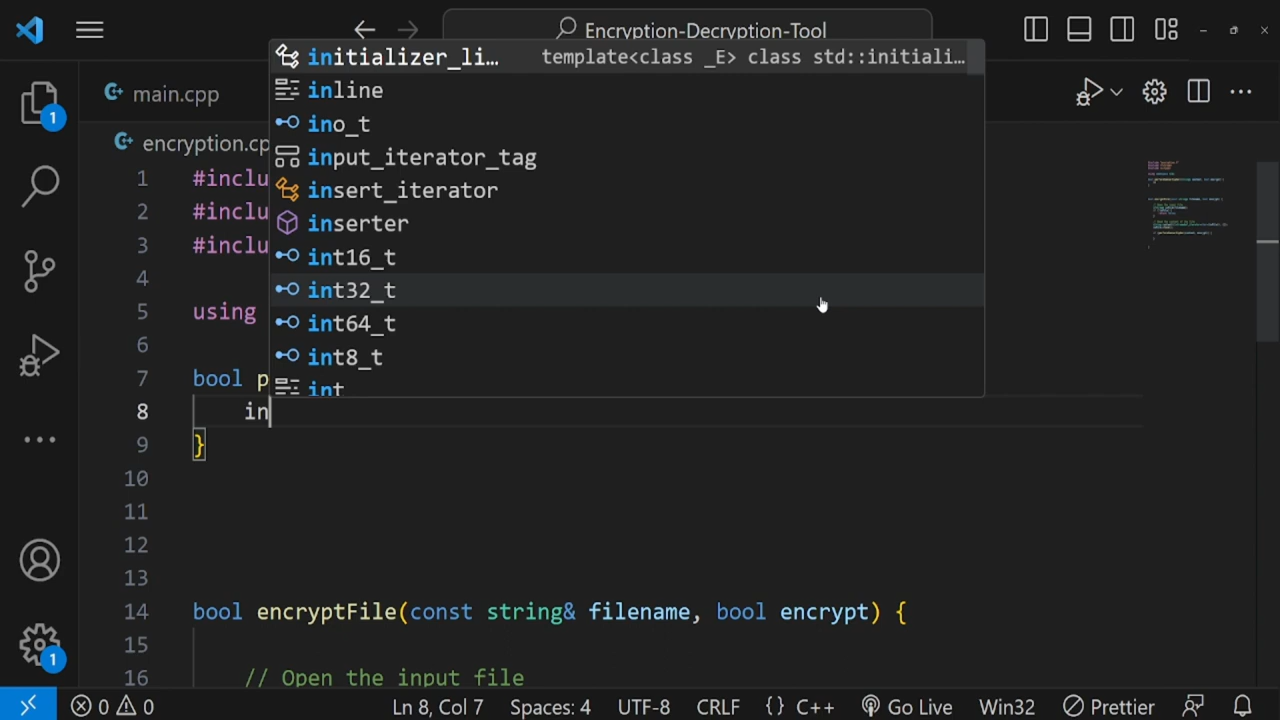 Encryption-Decryption-Tool
main.cpp
encryption.cp
initializer_li… template<class _E> class std::initiali…
inline
ino_t
input_iterator_tag
insert_iterator
inserter
int16_t
int32_t
int64_t
int8_t
int
1 #inclu
2 #inclu
3 #inclu
4
5 using
6
7 bool p
8 in
9 }
10
11
12
13
14 bool encryptFile(const string& filename, bool encrypt) {
15
16 // Open the input file
1
1
0 0 Ln 8, Col 7 Spaces: 4 UTF-8 CRLF {} C++ Go Live Win32 Prettier